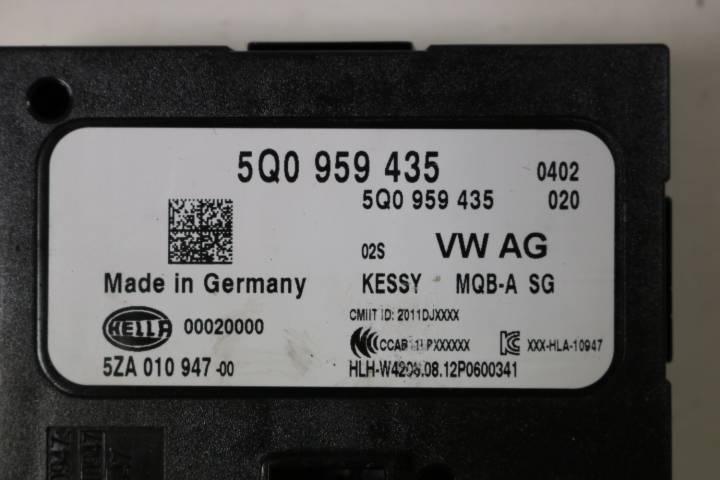 5Q0 959 435 0402
5Q0 959 435 020
02S VW AG
Made in Germany KESSY MQB-A SG
CMIIT ID: 2011DJXXXX
HELLA 00020000
XXX-HLA-10947
5ZA 010 947-00